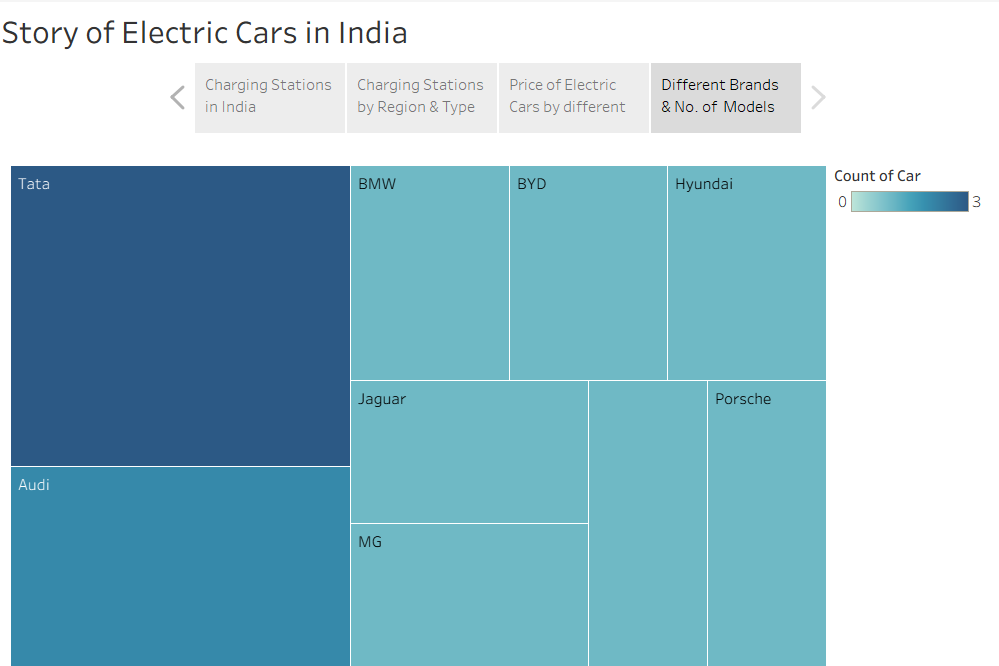 Story of Electric Cars in India
Charging Stations
in India
Charging Stations
by Region & Type
Price of Electric
Cars by different
Different Brands
& No. of Models
Tata
BMW
BYD
Hyundai
Count of Car
0
3
Jaguar
Porsche
Audi
MG